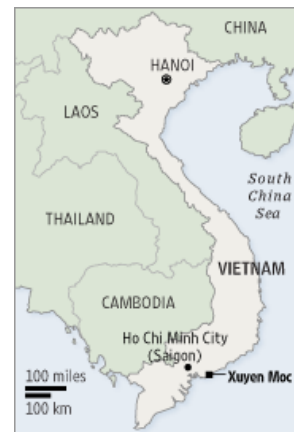 CHINA
HANOI
LAOS
South
China
Sea
THAILAND
VIETNAM
CAMBODIA
Ho Chi Minh City
(Saigon)
100 miles
100 km
Xuyen Moc